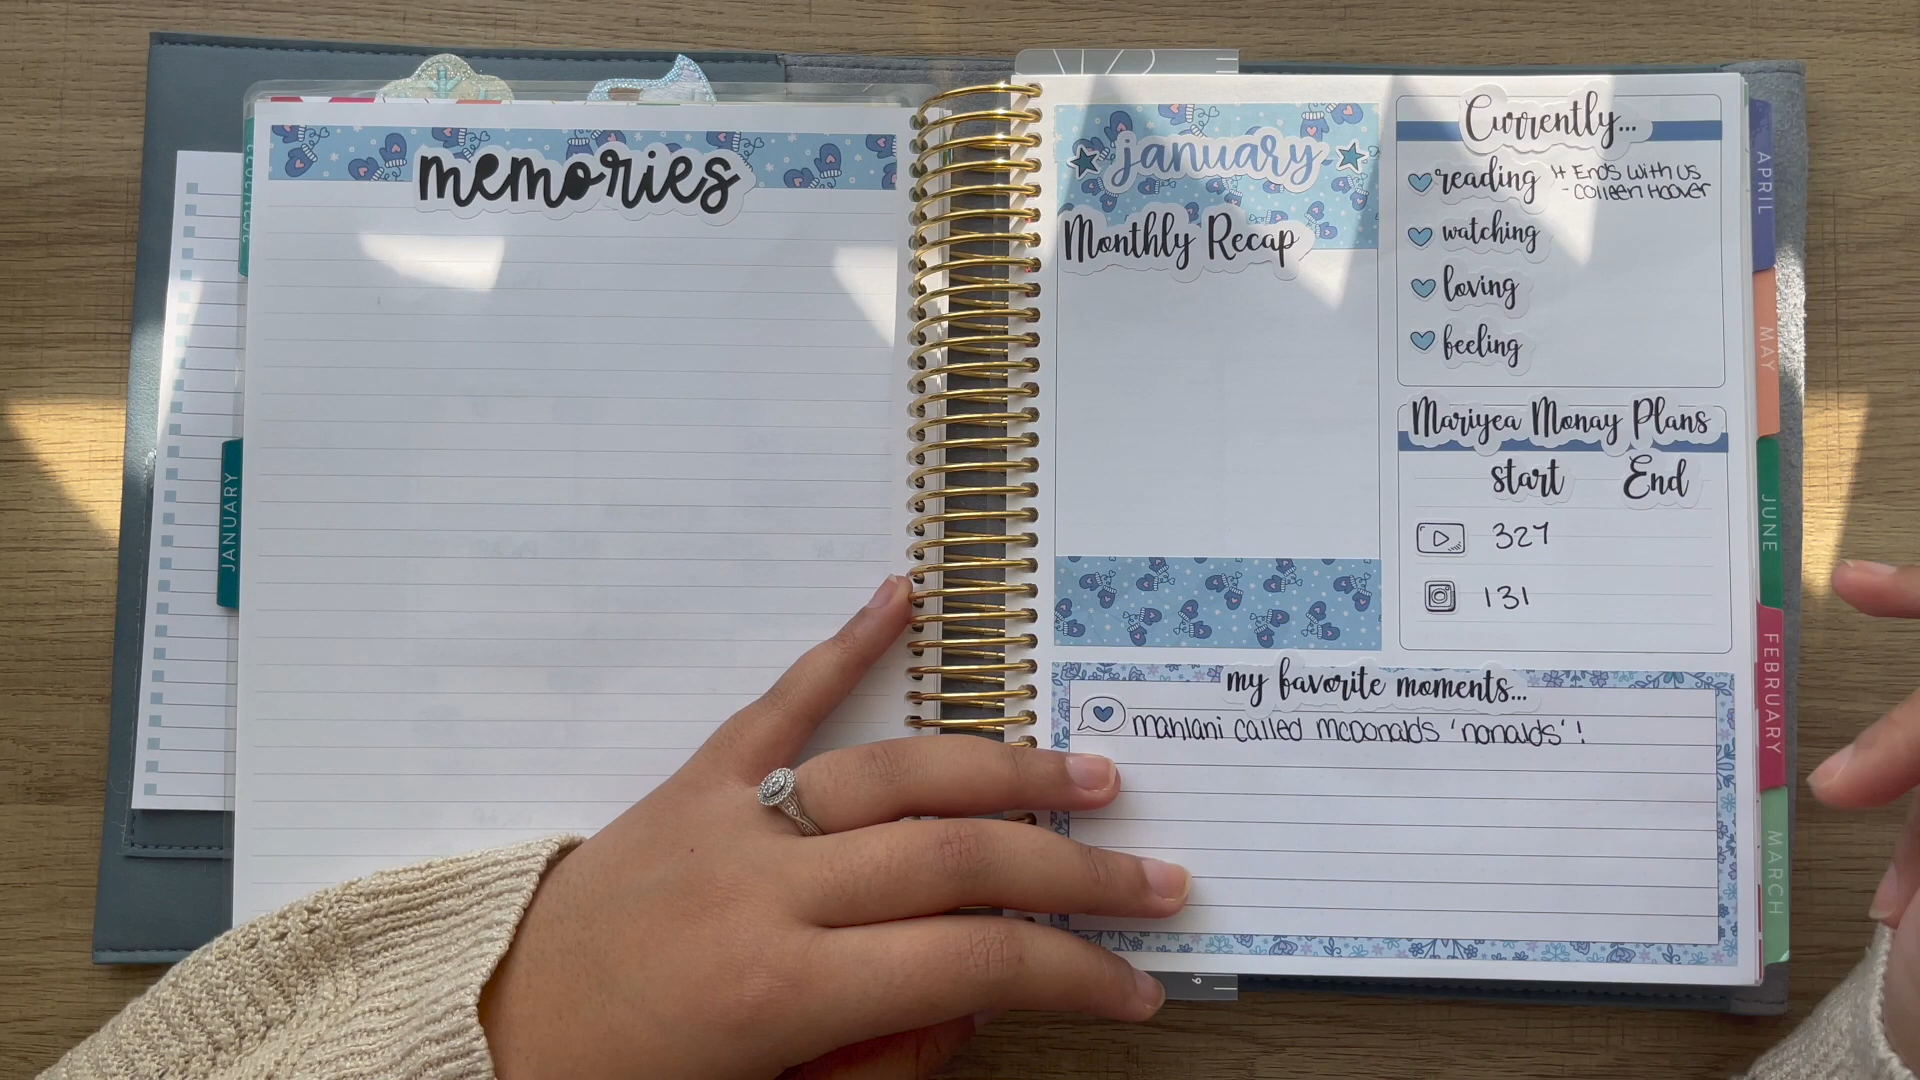 memories
january
Monthly Recap
Currently...
reading It Ends With Us
- Colleen Hoover
watching
loving
feeling
Mariyea Monay Plans
start End
327
131
my favorite moments...
mahlani called mcDonalds 'nonalds' !
JANUARY
APRIL
MAY
JUNE
FEBRUARY
MARCH